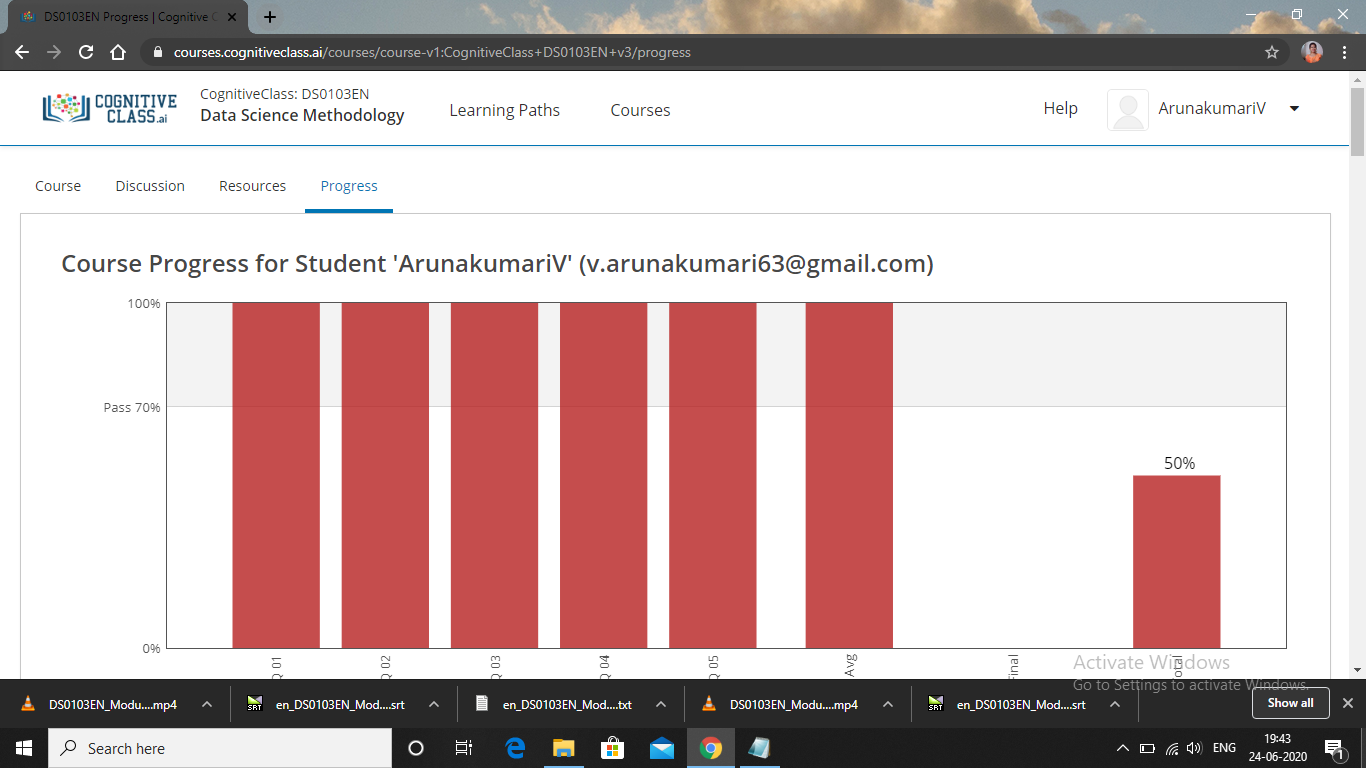 DS0103EN Progress | Cognitive C
courses.cognitiveclass.ai/courses/course-v1:CognitiveClass+DS0103EN+v3/progress
COGNITIVE
CLASS.ai
CognitiveClass: DS0103EN
Data Science Methodology
Learning Paths
Courses
Help
ArunakumariV
Course
Discussion
Resources
Progress
Course Progress for Student 'ArunakumariV' (v.arunakumari63@gmail.com)
100%
Pass 70%
0%
50%
Q 01
Q 02
Q 03
Q 04
Q 05
Avg
Final
otal
Activate Windows
Go to Settings to activate Windows.
DS0103EN_Modu....mp4
en_DS0103EN_Mod....srt
en_DS0103EN_Mod....txt
DS0103EN_Modu....mp4
en_DS0103EN_Mod....srt
Show all
Search here
ENG
19:43
24-06-2020
1